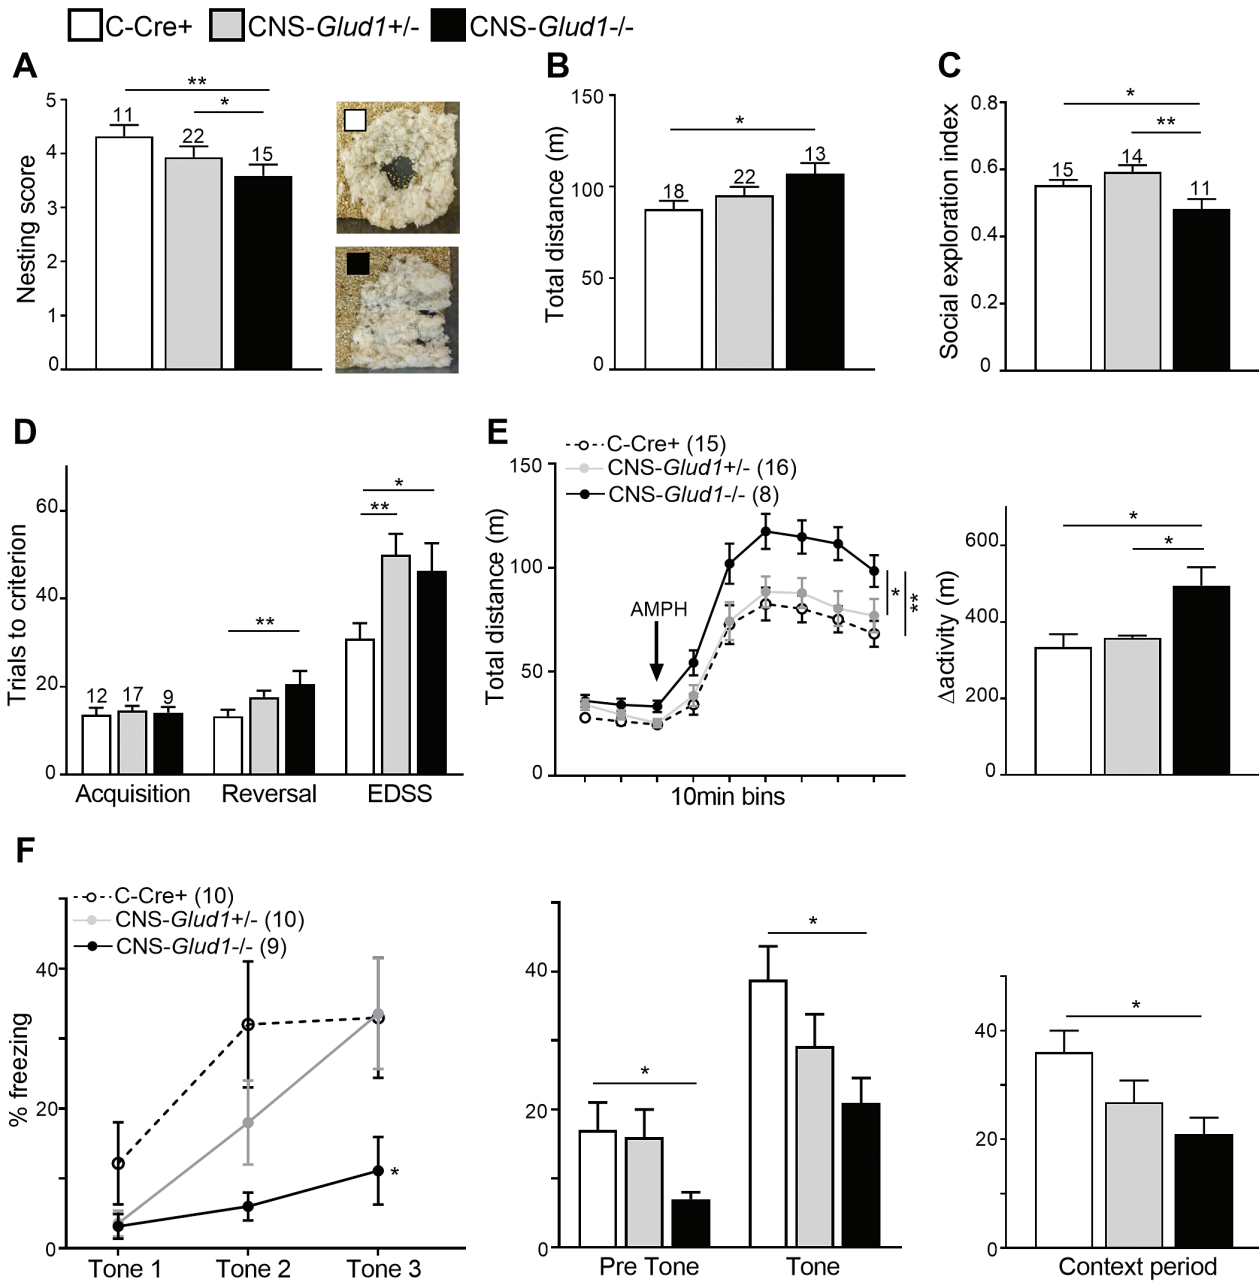 C-Cre+ CNS-Glud1+/- CNS-Glud1-/-
A
**
*
11
22
15
Nesting score
5
4
3
2
1
0
B
*
18
22
13
Total distance (m)
150
100
50
0
C
*
**
15
14
11
Social exploration index
0.8
0.6
0.4
0.2
0
D
*
**
**
12 17 9
Trials to criterion
60
40
20
0
Acquisition Reversal EDSS
E
C-Cre+ (15)
CNS-Glud1+/- (16)
CNS-Glud1-/- (8)
AMPH
*
**
Total distance (m)
150
100
50
0
10min bins
*
*
Δactivity (m)
600
400
200
0
F
C-Cre+ (10)
CNS-Glud1+/- (10)
CNS-Glud1-/- (9)
*
% freezing
40
20
0
Tone 1 Tone 2 Tone 3
*
*
40
20
0
Pre Tone Tone
*
40
20
0
Context period